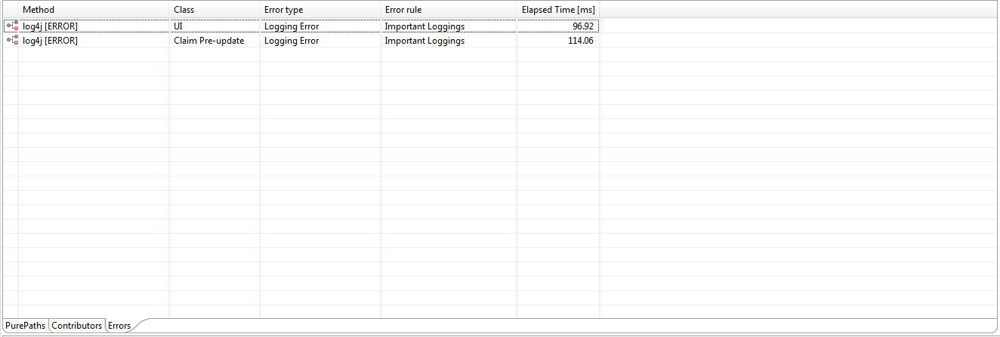 Method Class Error type Error rule Elapsed Time [ms]
log4j [ERROR] UI Logging Error Important Loggings 96.92
log4j [ERROR] Claim Pre-update Logging Error Important Loggings 114.06
PurePaths Contributors Errors